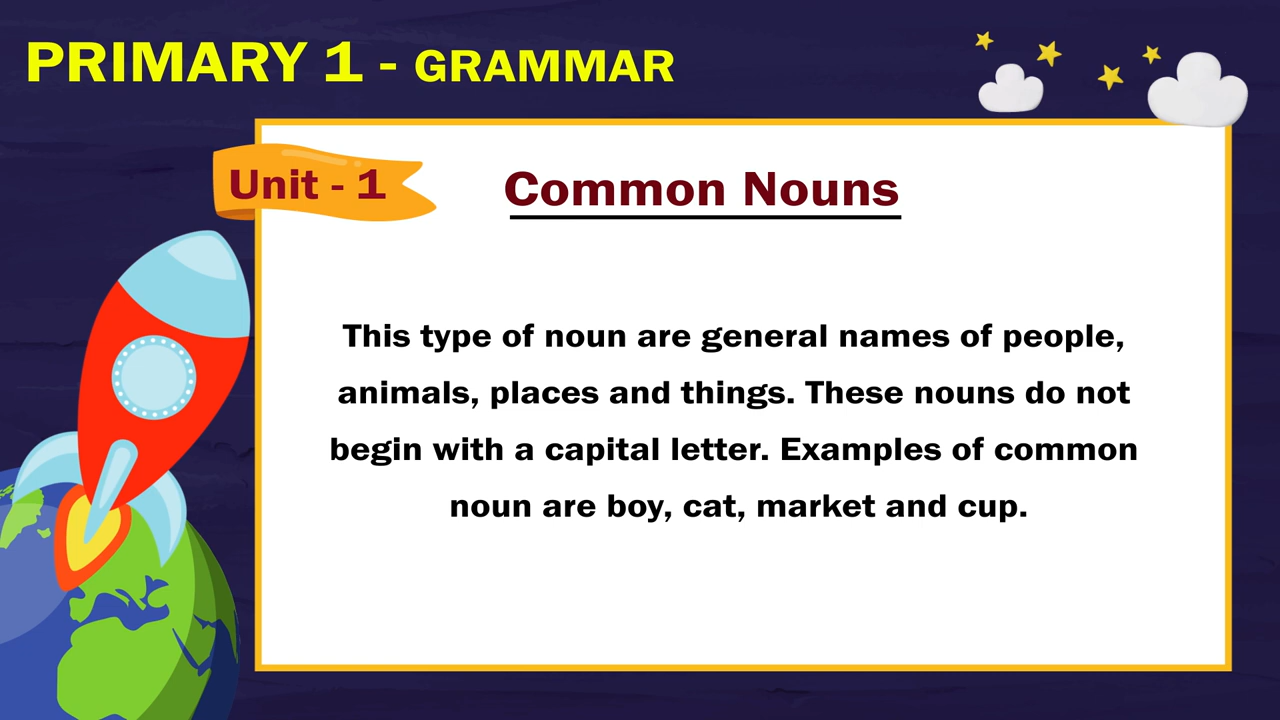 PRIMARY 1 - GRAMMAR
Unit - 1
Common Nouns
This type of noun are general names of people,
animals, places and things. These nouns do not
begin with a capital letter. Examples of common
noun are boy, cat, market and cup.